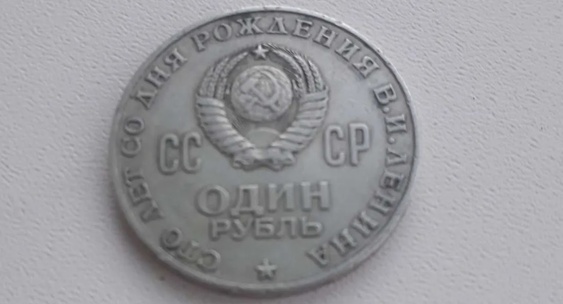 СТО ЛЕТ СО ДНЯ РОЖДЕНИЯ В.И.ЛЕНИНА
СС СР
ОДИН
РУБЛЬ